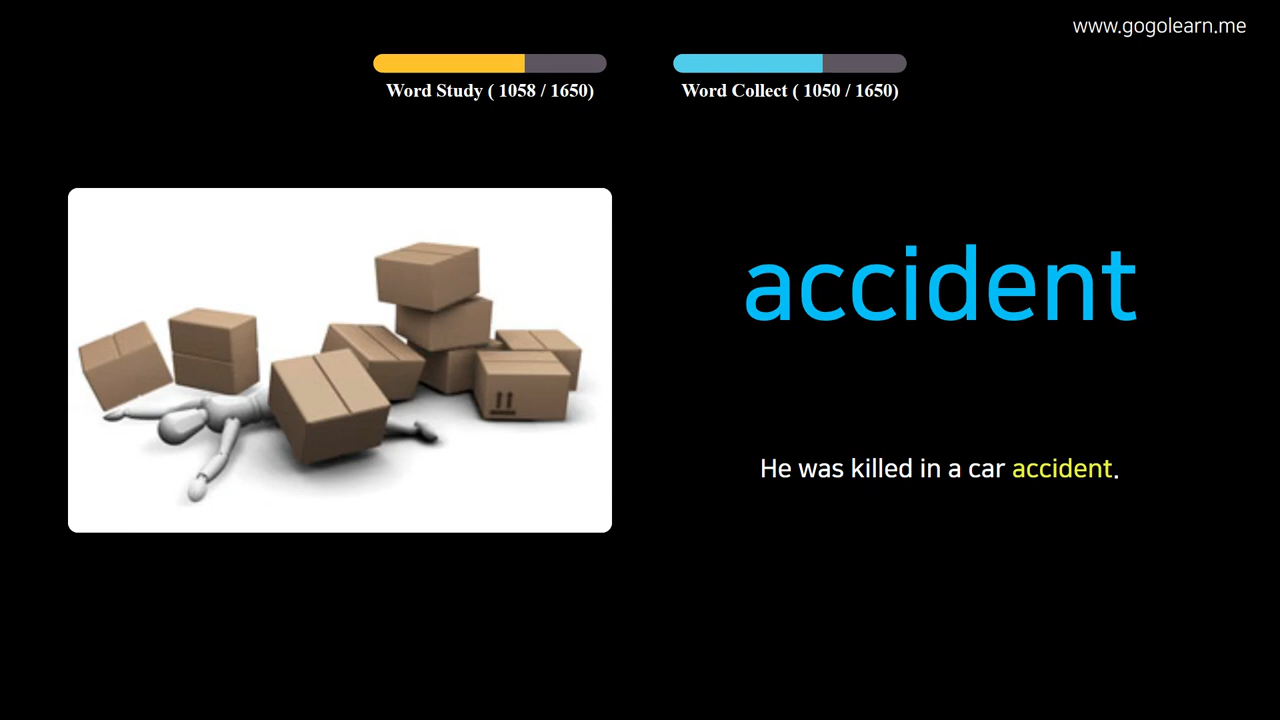 www.gogolearn.me
Word Study ( 1058 / 1650)
Word Collect ( 1050 / 1650)
accident
He was killed in a car accident.